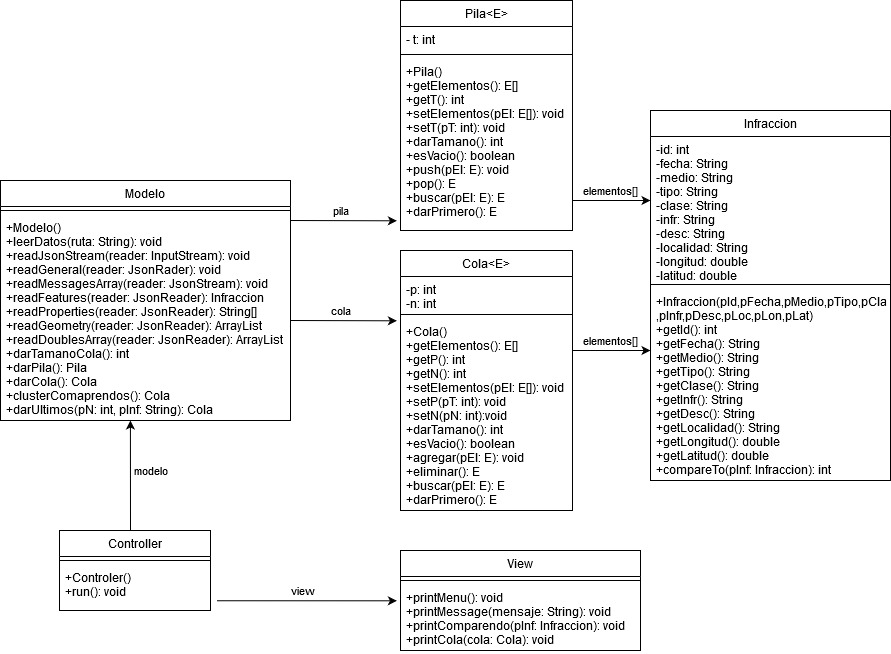 Pila<E>
- t: int
+Pila()
+getElementos(): E[]
+getT(): int
+setElementos(pEl: E[]): void
+setT(pT: int): void
+darTamano(): int
+esVacio(): boolean
+push(pEl: E): void
+pop(): E
+buscar(pEl: E): E
+darPrimero(): E
elementos[]
Infraccion
-id: int
-fecha: String
-medio: String
-tipo: String
-clase: String
-infr: String
-desc: String
-localidad: String
-longitud: double
-latitud: double
+Infraccion(pId,pFecha,pMedio,pTipo,pCla
,pInfr,pDesc,pLoc,pLon,pLat)
+getId(): int
+getFecha(): String
+getMedio(): String
+getTipo(): String
+getClase(): String
+getInfr(): String
+getDesc(): String
+getLocalidad(): String
+getLongitud(): double
+getLatitud(): double
+compareTo(pInf: Infraccion): int
Modelo
+Modelo()
+leerDatos(ruta: String): void
+readJsonStream(reader: InputStream): void
+readGeneral(reader: JsonRader): void
+readMessagesArray(reader: JsonStream): void
+readFeatures(reader: JsonReader): Infraccion
+readProperties(reader: JsonReader): String[]
+readGeometry(reader: JsonReader): ArrayList
+readDoublesArray(reader: JsonReader): ArrayList
+darTamanoCola(): int
+darPila(): Pila
+darCola(): Cola
+clusterComaprendos(): Cola
+darUltimos(pN: int, pInf: String): Cola
pila
cola
Cola<E>
-p: int
-n: int
+Cola()
+getElementos(): E[]
+getP(): int
+getN(): int
+setElementos(pEl: E[]): void
+setP(pT: int): void
+setN(pN: int):void
+darTamano(): int
+esVacio(): boolean
+agregar(pEl: E): void
+eliminar(): E
+buscar(pEl: E): E
+darPrimero(): E
elementos[]
modelo
Controller
+Controler()
+run(): void
view
View
+printMenu(): void
+printMessage(mensaje: String): void
+printComparendo(pInf: Infraccion): void
+printCola(cola: Cola): void